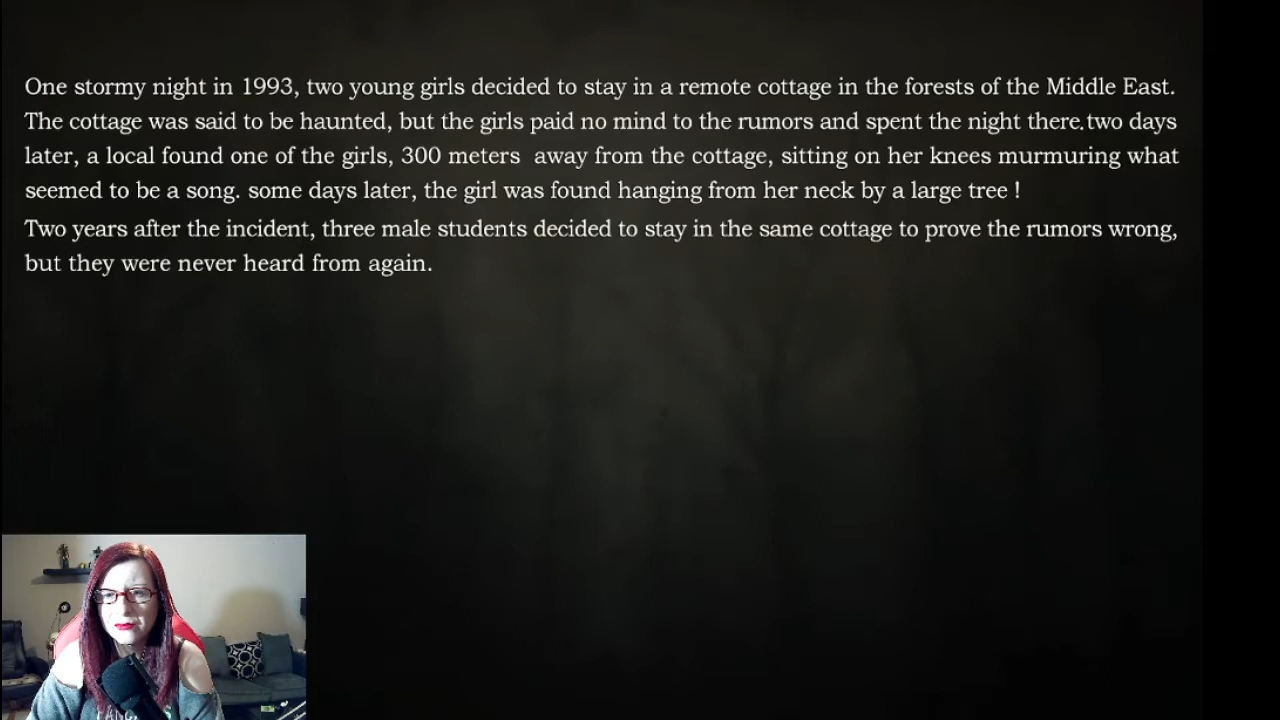 One stormy night in 1993, two young girls decided to stay in a remote cottage in the forests of the Middle East.
The cottage was said to be haunted, but the girls paid no mind to the rumors and spent the night there.two days
later, a local found one of the girls, 300 meters  away from the cottage, sitting on her knees murmuring what
seemed to be a song. some days later, the girl was found hanging from her neck by a large tree !
Two years after the incident, three male students decided to stay in the same cottage to prove the rumors wrong,
but they were never heard from again.